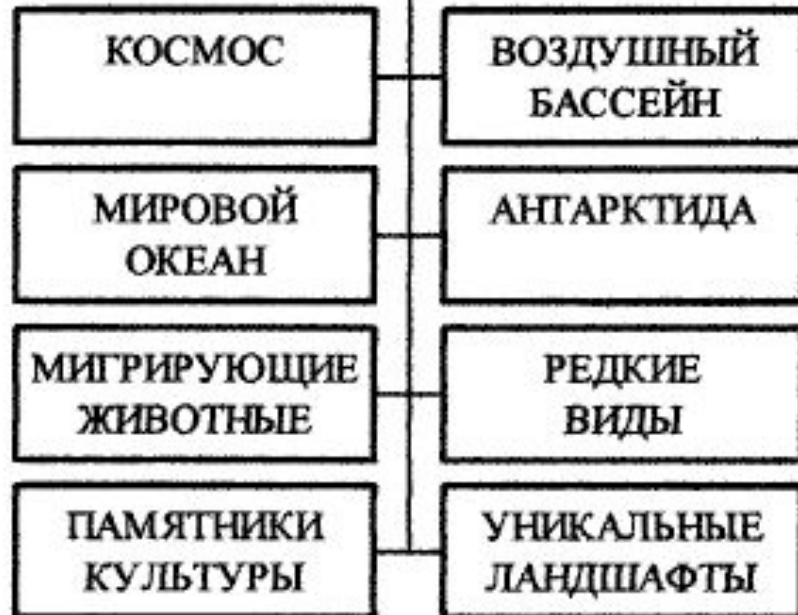 КОСМОС
ВОЗДУШНЫЙ
БАССЕЙН
МИРОВОЙ
ОКЕАН
АНТАРКТИДА
МИГРИРУЮЩИЕ
ЖИВОТНЫЕ
РЕДКИЕ
ВИДЫ
ПАМЯТНИКИ
КУЛЬТУРЫ
УНИКАЛЬНЫЕ
ЛАНДШАФТЫ